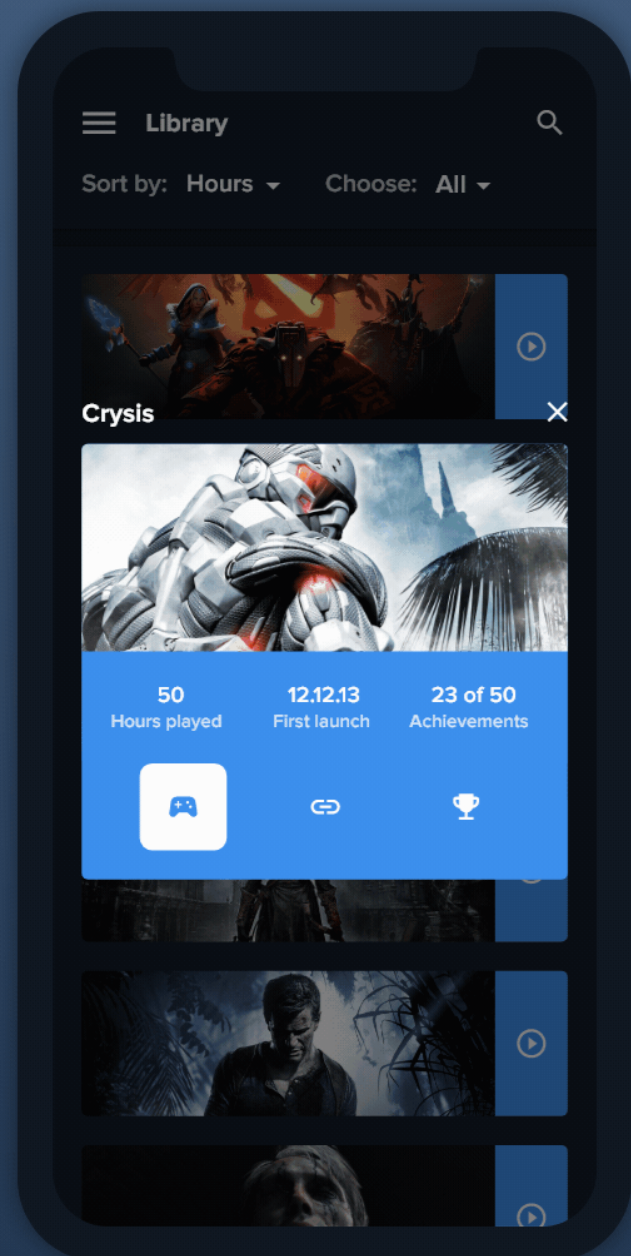 Library
Sort by: Hours Choose: All
Crysis
50 12.12.13 23 of 50
Hours played First launch Achievements